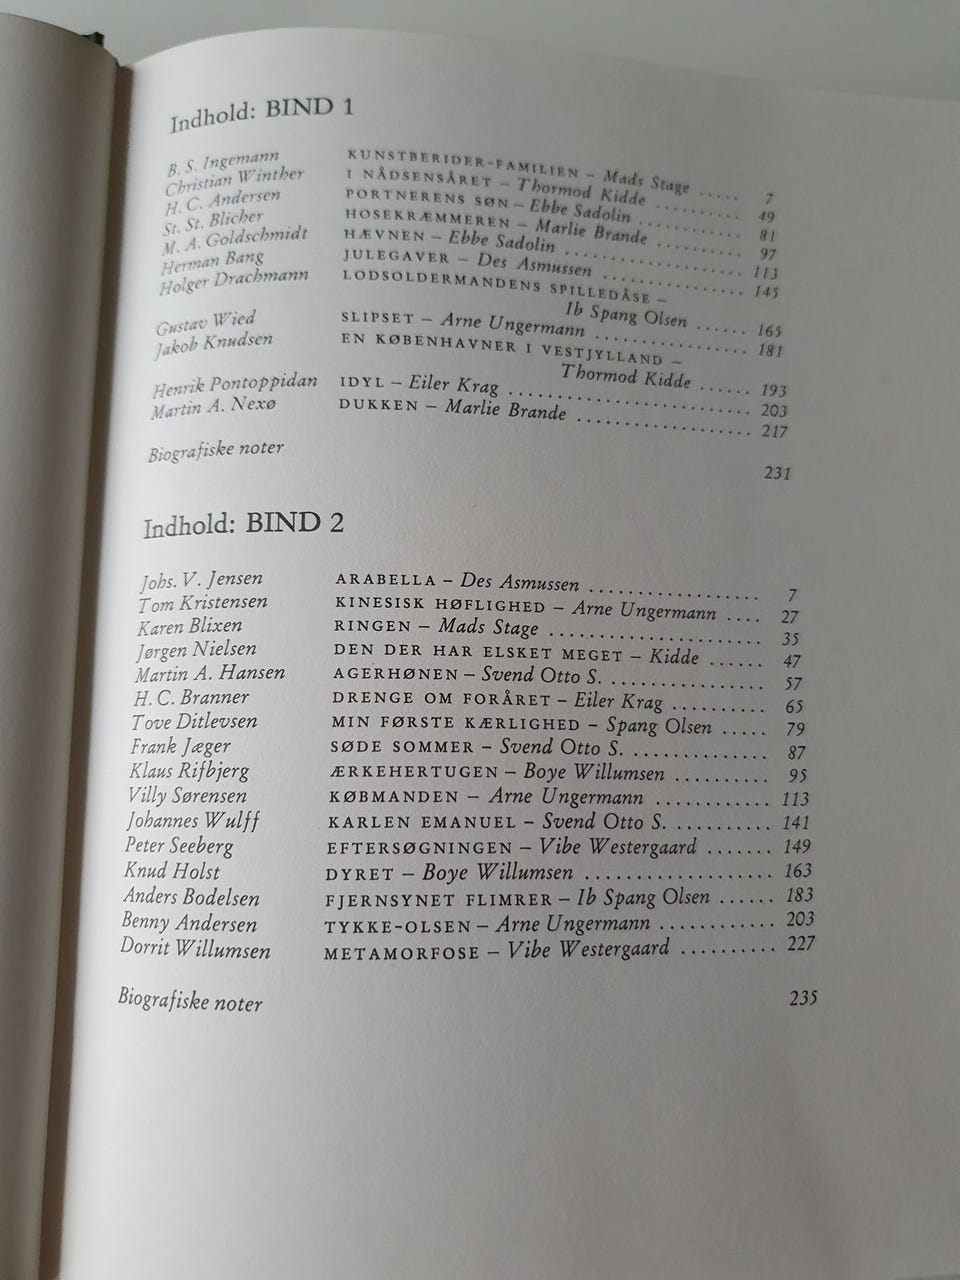 Indhold: BIND 1
B. S. Ingemann KUNSTBERIDER-FAMILIEN – Mads Stage ..... 7
Christian Winther I NÅDSENSÅRET – Thormod Kidde .......... 49
H. C. Andersen PORTNERENS SØN – Ebbe Sadolin ............ 81
St. St. Blicher HOSEKRÆMMEREN – Marlie Brande .......... 97
M. A. Goldschmidt HÆVNEN – Ebbe Sadolin .................... 113
Herman Bang JULEGAVER – Des Asmussen ................ 145
Holger Drachmann LODSOLDERMANDENS SPILLEDÅSE –
Ib Spang Olsen ...... 165
Gustav Wied SLIPSET – Arne Ungermann ................. 181
Jakob Knudsen EN KØBENHAVNER I VESTJYLLAND –
Thormod Kidde ...... 193
Henrik Pontoppidan IDYL – Eiler Krag .......................... 203
Martin A. Nexø DUKKEN – Marlie Brande ................... 217
Biografiske noter 231
Indhold: BIND 2
Johs. V. Jensen ARABELLA – Des Asmussen .................. 7
Tom Kristensen KINESISK HØFLIGHED – Arne Ungermann .... 27
Karen Blixen RINGEN – Mads Stage ...................... 35
Jørgen Nielsen DEN DER HAR ELSKET MEGET – Kidde ...... 47
Martin A. Hansen AGERHØNEN – Svend Otto S. ................ 57
H. C. Branner DRENGE OM FORÅRET – Eiler Krag .......... 65
Tove Ditlevsen MIN FØRSTE KÆRLIGHED – Spang Olsen ..... 79
Frank Jæger SØDE SOMMER – Svend Otto S. .............. 87
Klaus Rifbjerg ÆRKEHERTUGEN – Boye Willumsen .......... 95
Villy Sørensen KØBMANDEN – Arne Ungermann ............ 113
Johannes Wulff KARLEN EMANUEL – Svend Otto S. .......... 141
Peter Seeberg EFTERSØGNINGEN – Vibe Westergaard ....... 149
Knud Holst DYRET – Boye Willumsen ................... 163
Anders Bodelsen FJERNSYNET FLIMRER – Ib Spang Olsen ...... 183
Benny Andersen TYKKE-OLSEN – Arne Ungermann ............ 203
Dorrit Willumsen METAMORFOSE – Vibe Westergaard .......... 227
Biografiske noter 235